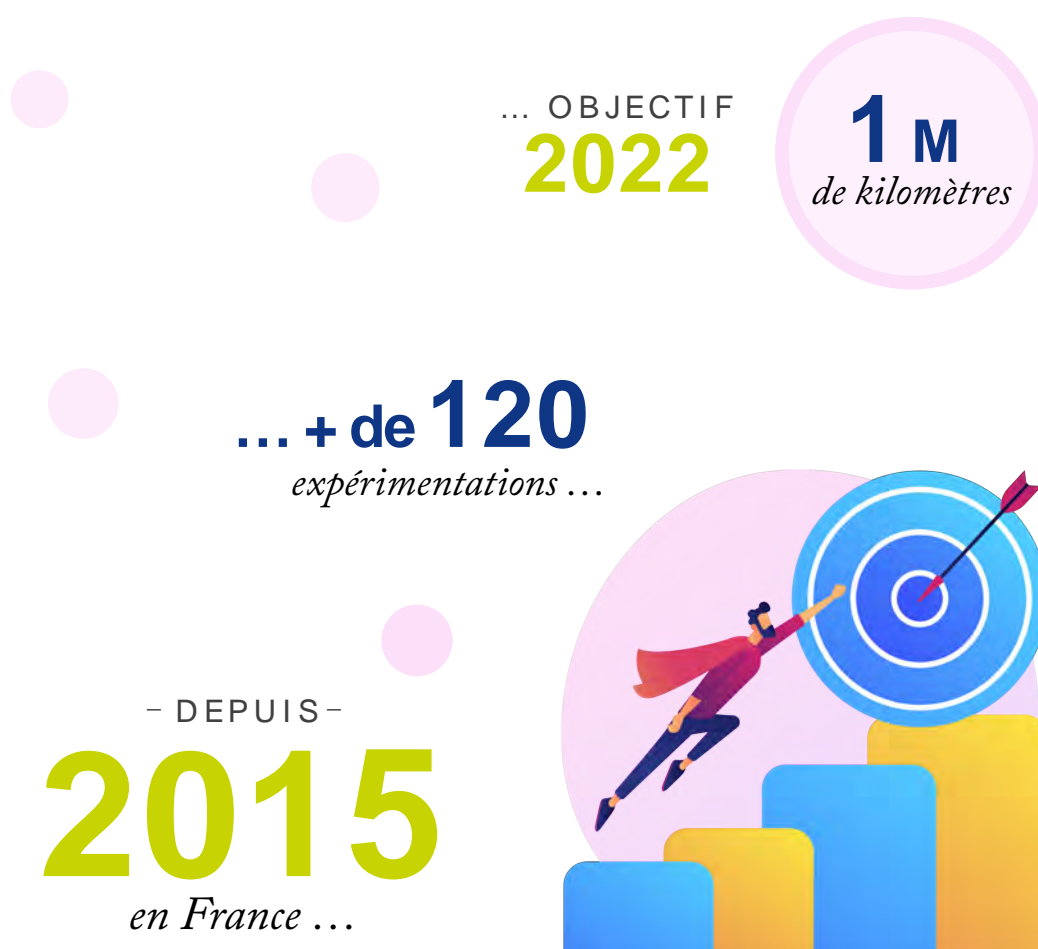 ... OBJECTIF
2022
1 M
de kilomètres
... + de 120
expérimentations ...
– DEPUIS –
2015
en France ...